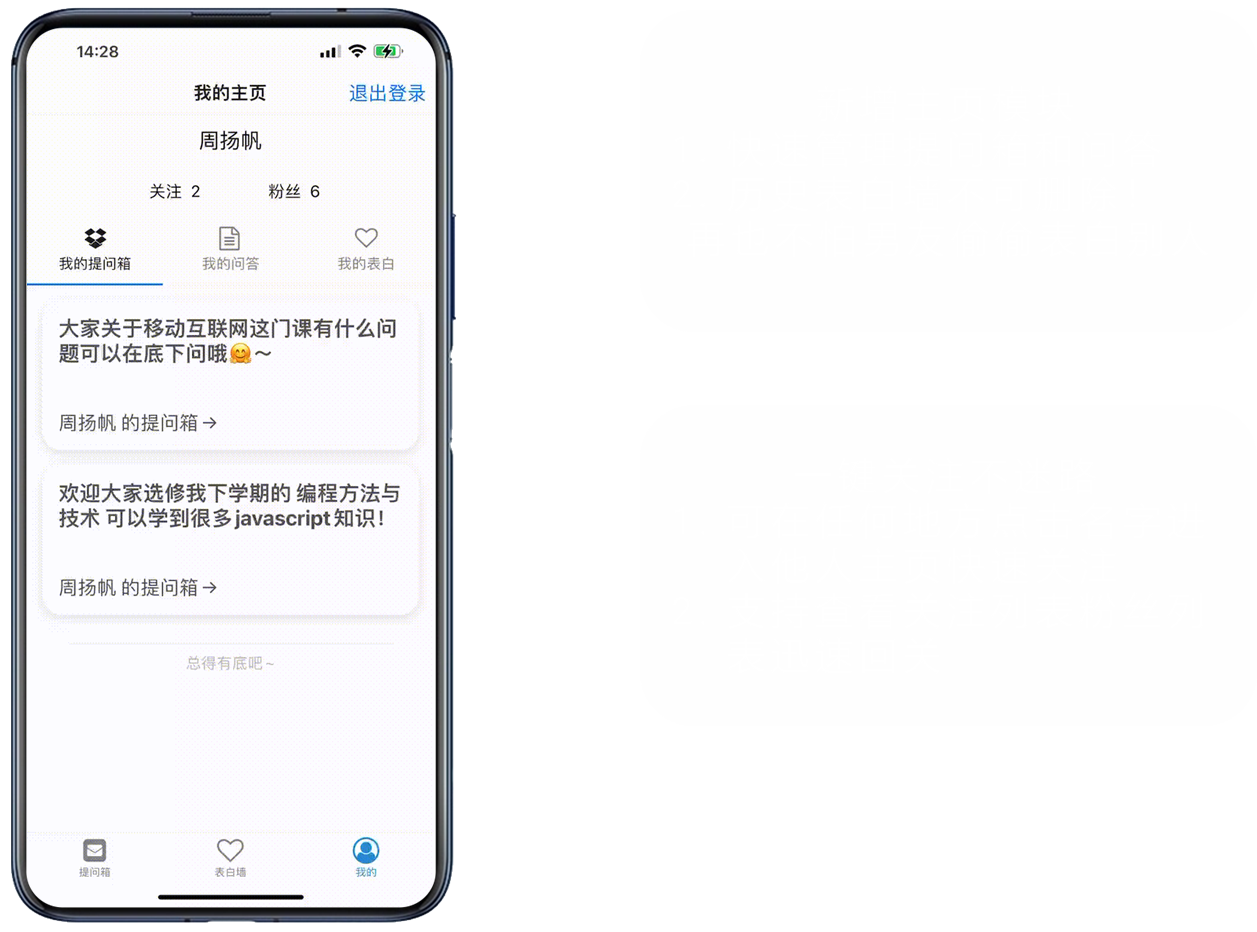 14:28
我的主页 退出登录
周扬帆
关注 2 粉丝 6
我的提问箱 我的问答 我的表白
大家关于移动互联网这门课有什么问
题可以在底下问哦🤗～
周扬帆 的提问箱→
欢迎大家选修我下学期的 编程方法与
技术 可以学到很多javascript知识！
周扬帆 的提问箱→
总得有底吧~
提问箱 表白墙 我的